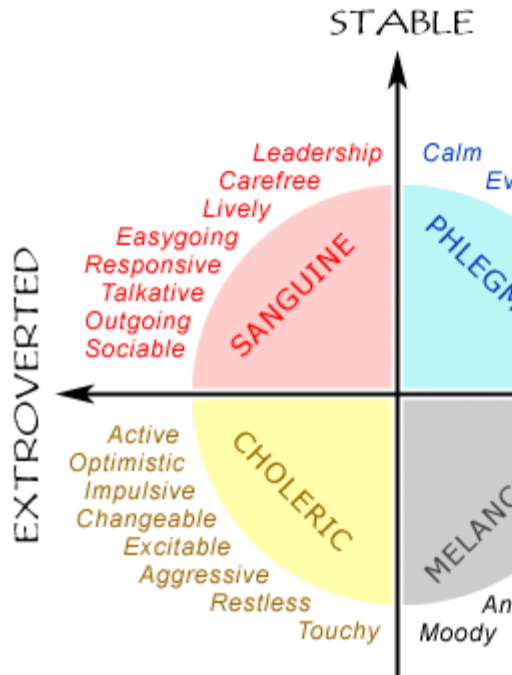 STABLE
Leadership
Carefree
Lively
Easygoing
Responsive
Talkative
Outgoing
Sociable
SANGUINE
Calm
EXTROVERTED
Active
Optimistic
Impulsive
Changeable
Excitable
Aggressive
Restless
Touchy
CHOLERIC
Moody